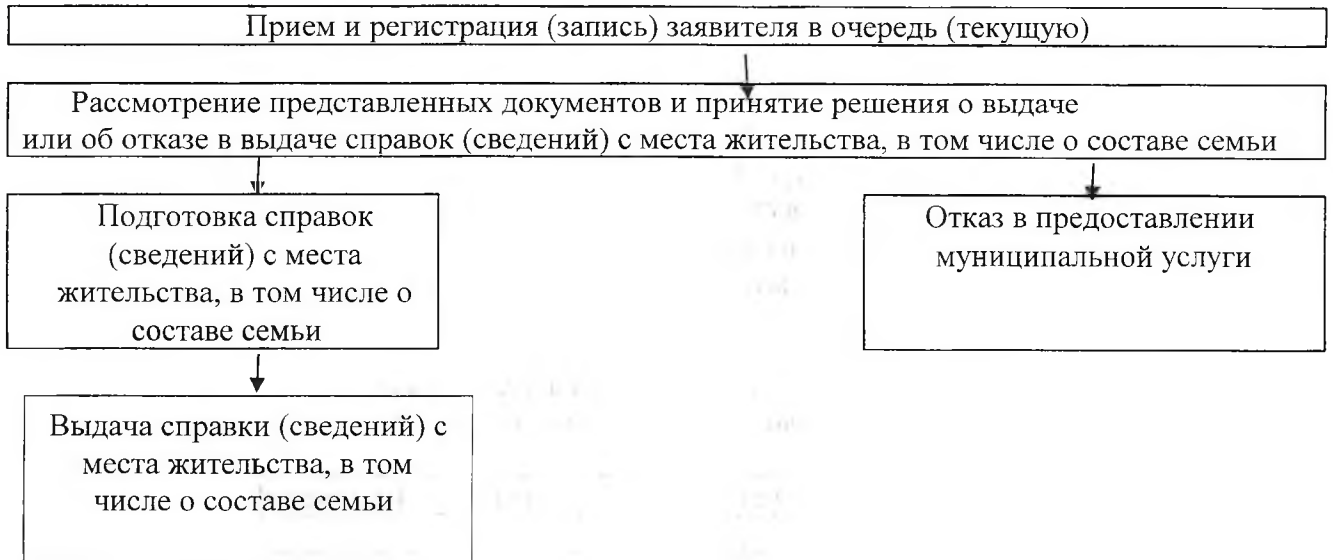 Прием и регистрация (запись) заявителя в очередь (текущую)
Рассмотрение представленных документов и принятие решения о выдаче
или об отказе в выдаче справок (сведений) с места жительства, в том числе о составе семьи
Подготовка справок
(сведений) с места
жительства, в том числе о
составе семьи
Отказ в предоставлении
муниципальной услуги
Выдача справки (сведений) с
места жительства, в том
числе о составе семьи